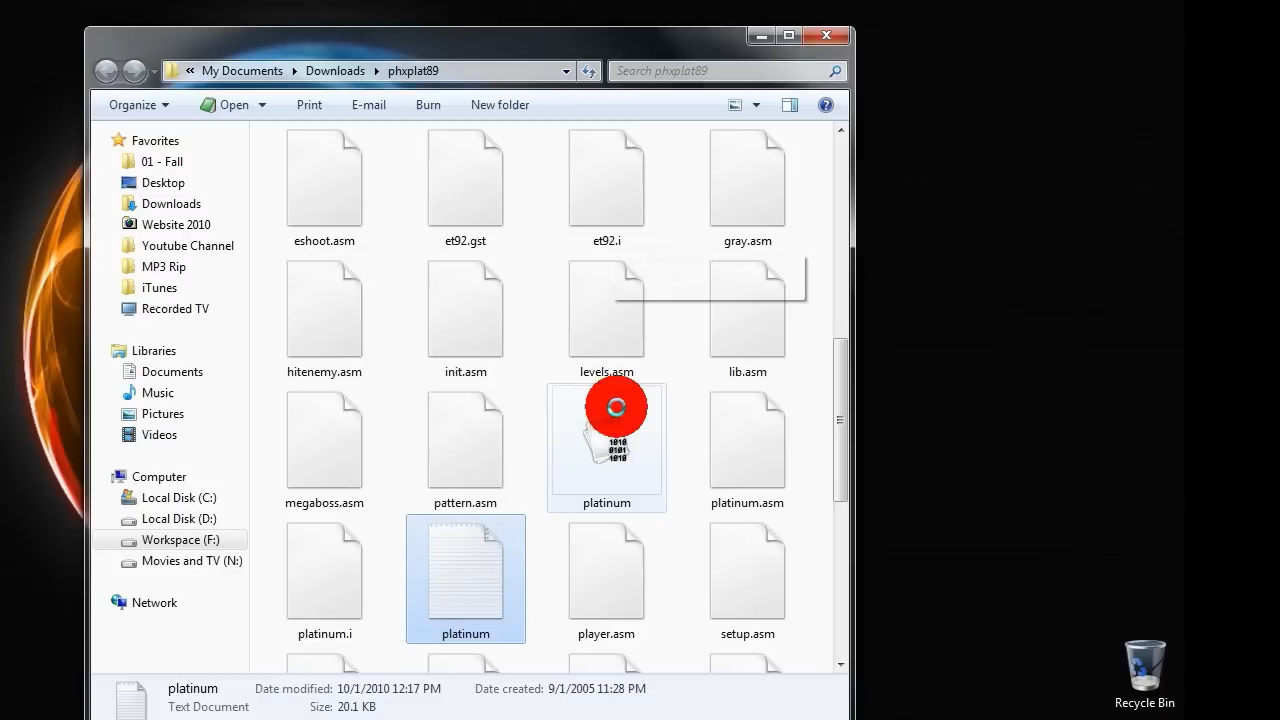 « My Documents ▸ Downloads ▸ phxplat89
Search phxplat89
Organize Open Print E-mail Burn New folder
Favorites
01 - Fall
Desktop
Downloads
Website 2010
Youtube Channel
MP3 Rip
iTunes
Recorded TV
Libraries
Documents
Music
Pictures
Videos
Computer
Local Disk (C:)
Local Disk (D:)
Workspace (F:)
Movies and TV (N:)
Network
eshoot.asm et92.gst et92.i gray.asm
hitenemy.asm init.asm levels.asm lib.asm
1010
0101
1010
megaboss.asm pattern.asm platinum platinum.asm
platinum.i platinum player.asm setup.asm
platinum Date modified: 10/1/2010 12:17 PM Date created: 9/1/2005 11:28 PM
Text Document Size: 20.1 KB
Recycle Bin